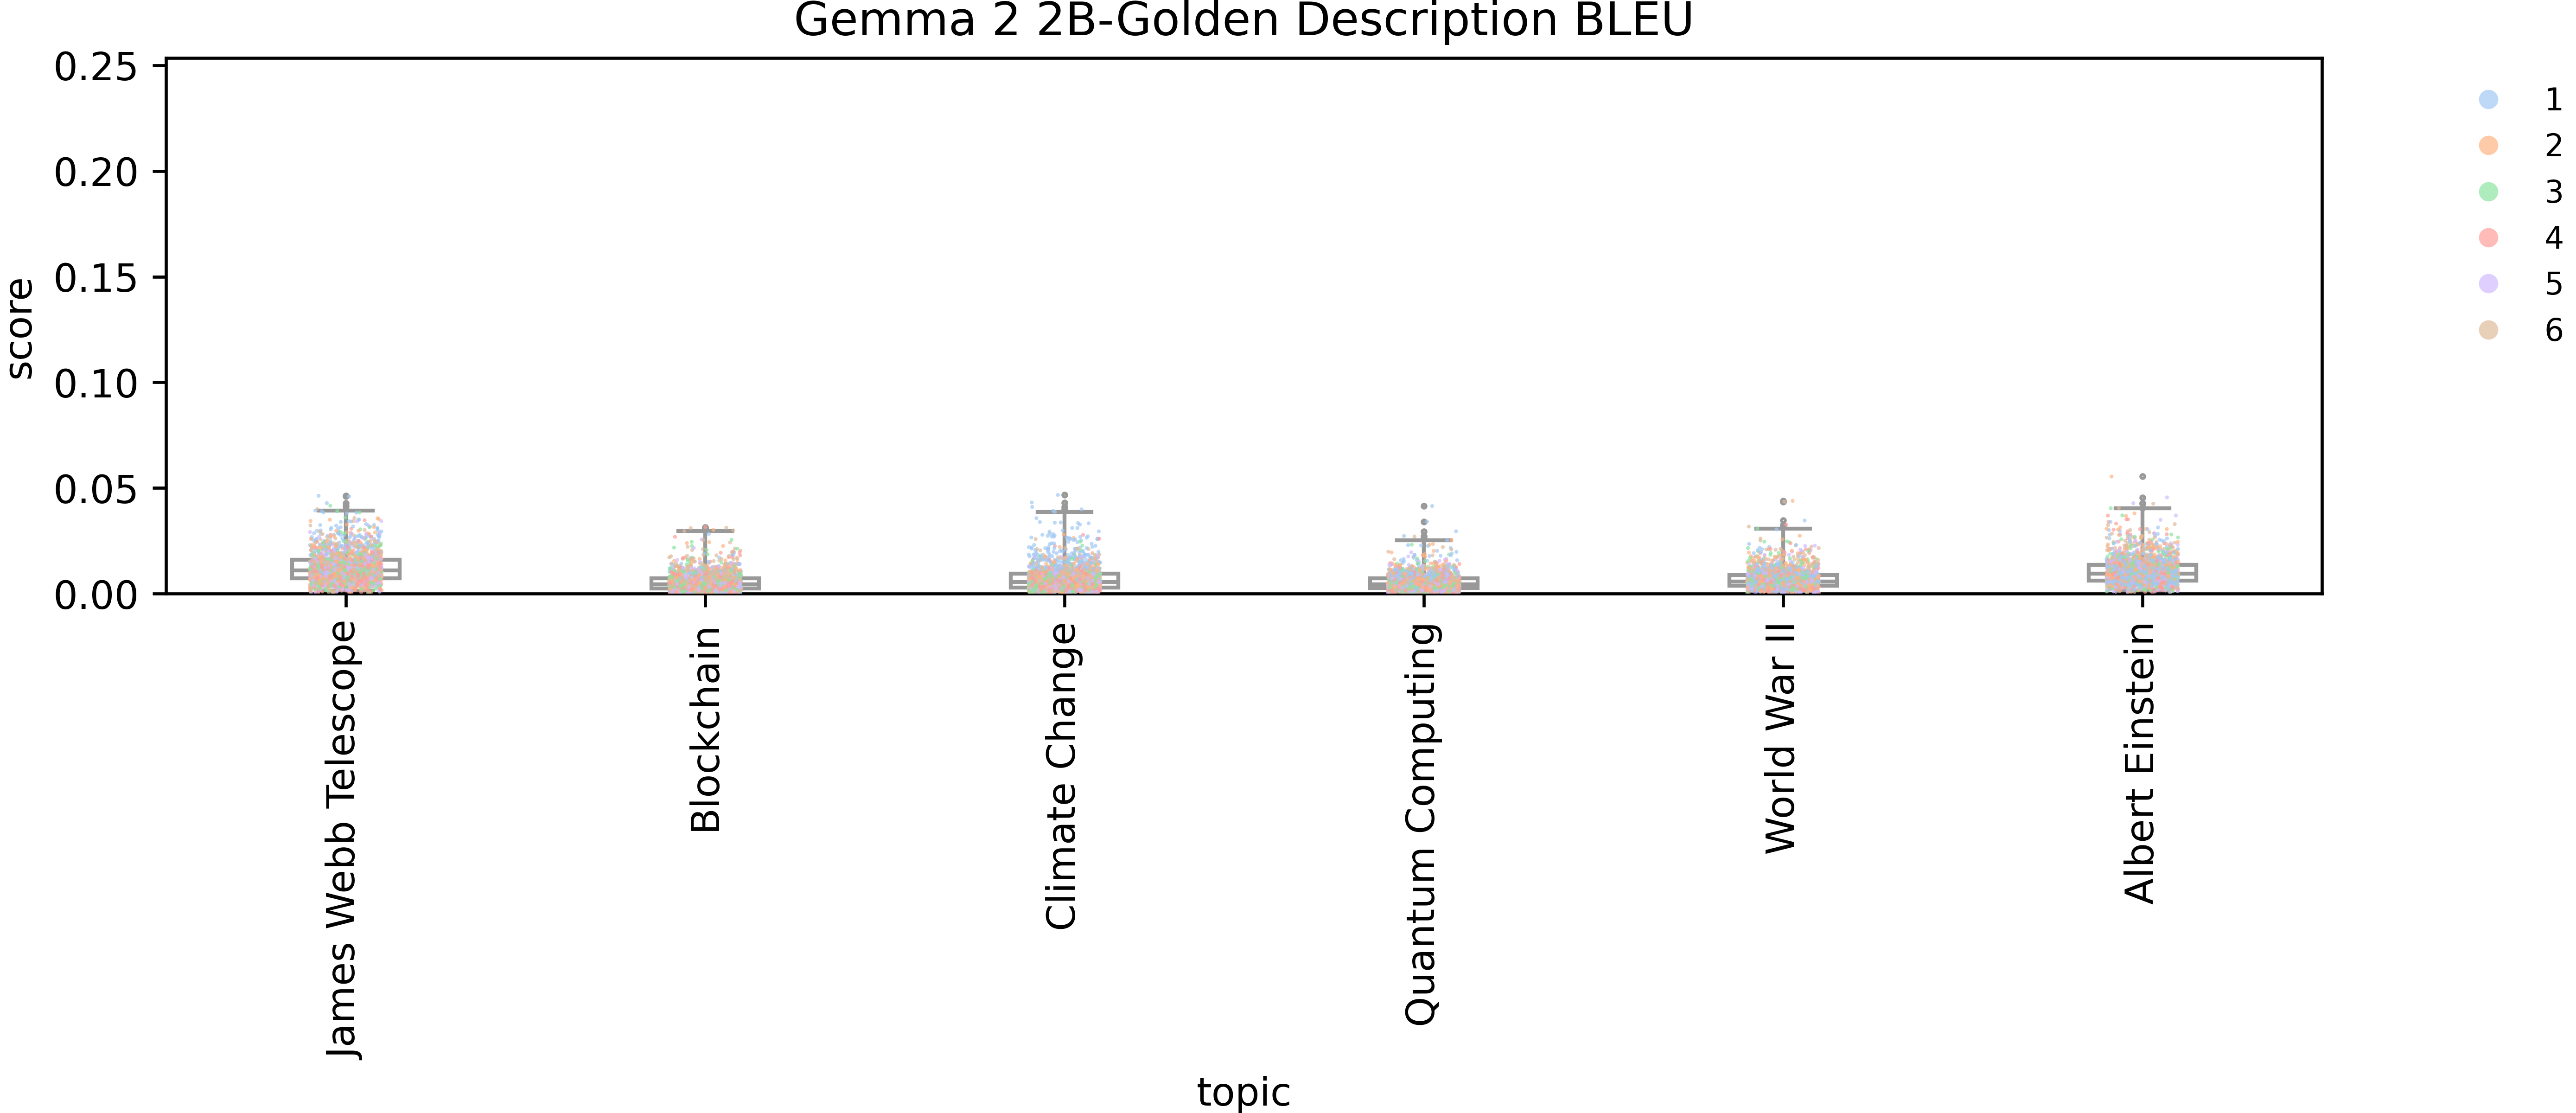 Gemma 2 2B-Golden Description BLEU
0.25
0.20
0.15
0.10
0.05
0.00
score
James Webb Telescope
Blockchain
Climate Change
Quantum Computing
World War II
Albert Einstein
topic
1
2
3
4
5
6